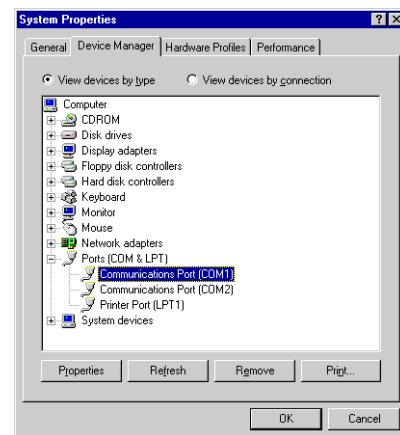 System Properties
General Device Manager Hardware Profiles Performance
View devices by type View devices by connection
Computer
CDROM
Disk drives
Display adapters
Floppy disk controllers
Hard disk controllers
Keyboard
Monitor
Mouse
Network adapters
Ports (COM & LPT)
Communications Port (COM1)
Communications Port (COM2)
Printer Port (LPT1)
System devices
Properties Refresh Remove Print...
OK Cancel